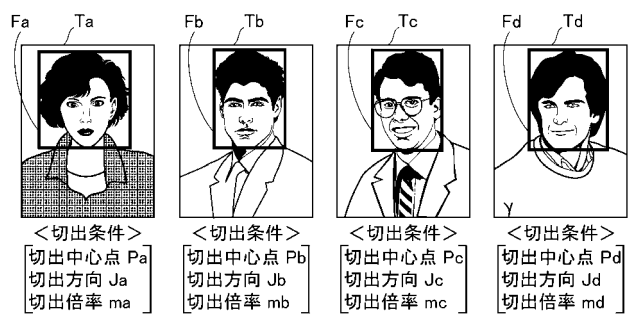 Fa Ta Fb Tb Fc Tc Fd Td
Y
＜切出条件＞ ＜切出条件＞ ＜切出条件＞ ＜切出条件＞
切出中心点 Pa 切出中心点 Pb 切出中心点 Pc 切出中心点 Pd
切出方向 Ja 切出方向 Jb 切出方向 Jc 切出方向 Jd
切出倍率 ma 切出倍率 mb 切出倍率 mc 切出倍率 md